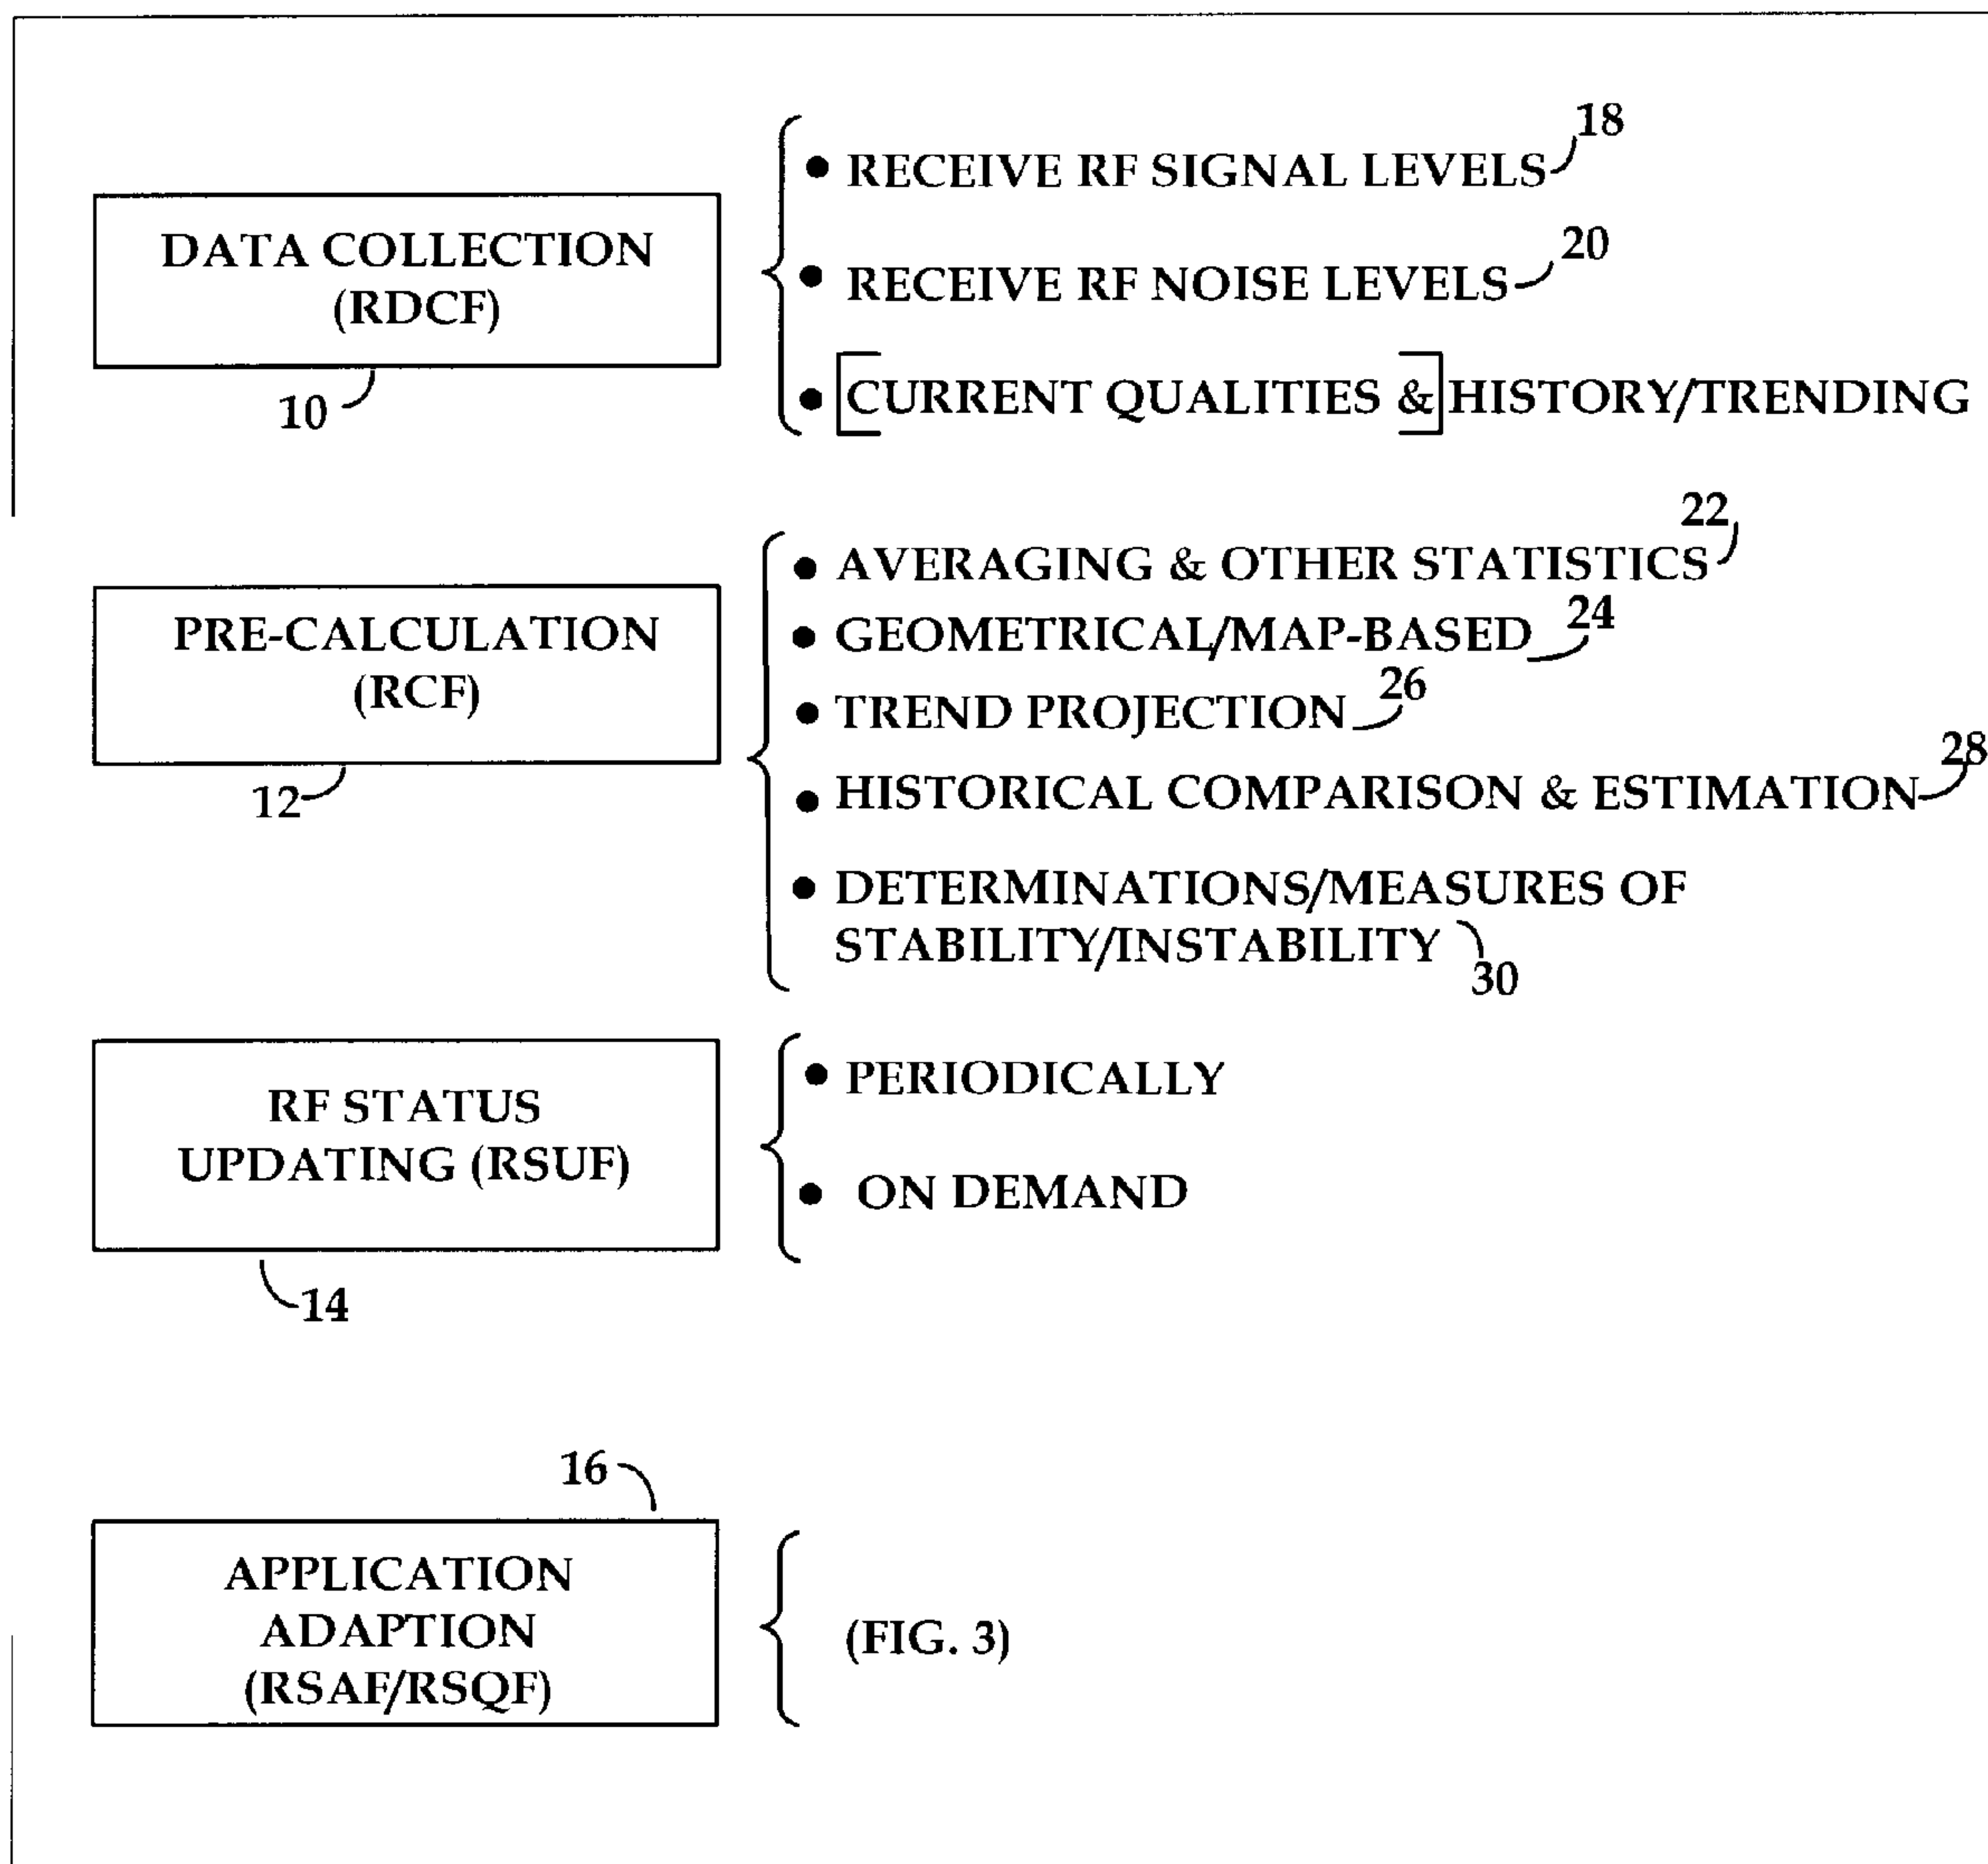 DATA COLLECTION
(RDCF)
10
• RECEIVE RF SIGNAL LEVELS
18
• RECEIVE RF NOISE LEVELS
20
• [CURRENT QUALITIES &] HISTORY/TRENDING
PRE-CALCULATION
(RCF)
12
• AVERAGING & OTHER STATISTICS
22
• GEOMETRICAL/MAP-BASED
24
• TREND PROJECTION
26
• HISTORICAL COMPARISON & ESTIMATION
28
• DETERMINATIONS/MEASURES OF
STABILITY/INSTABILITY
30
RF STATUS
UPDATING (RSUF)
14
• PERIODICALLY
• ON DEMAND
16
APPLICATION
ADAPTION
(RSAF/RSQF)
(FIG. 3)